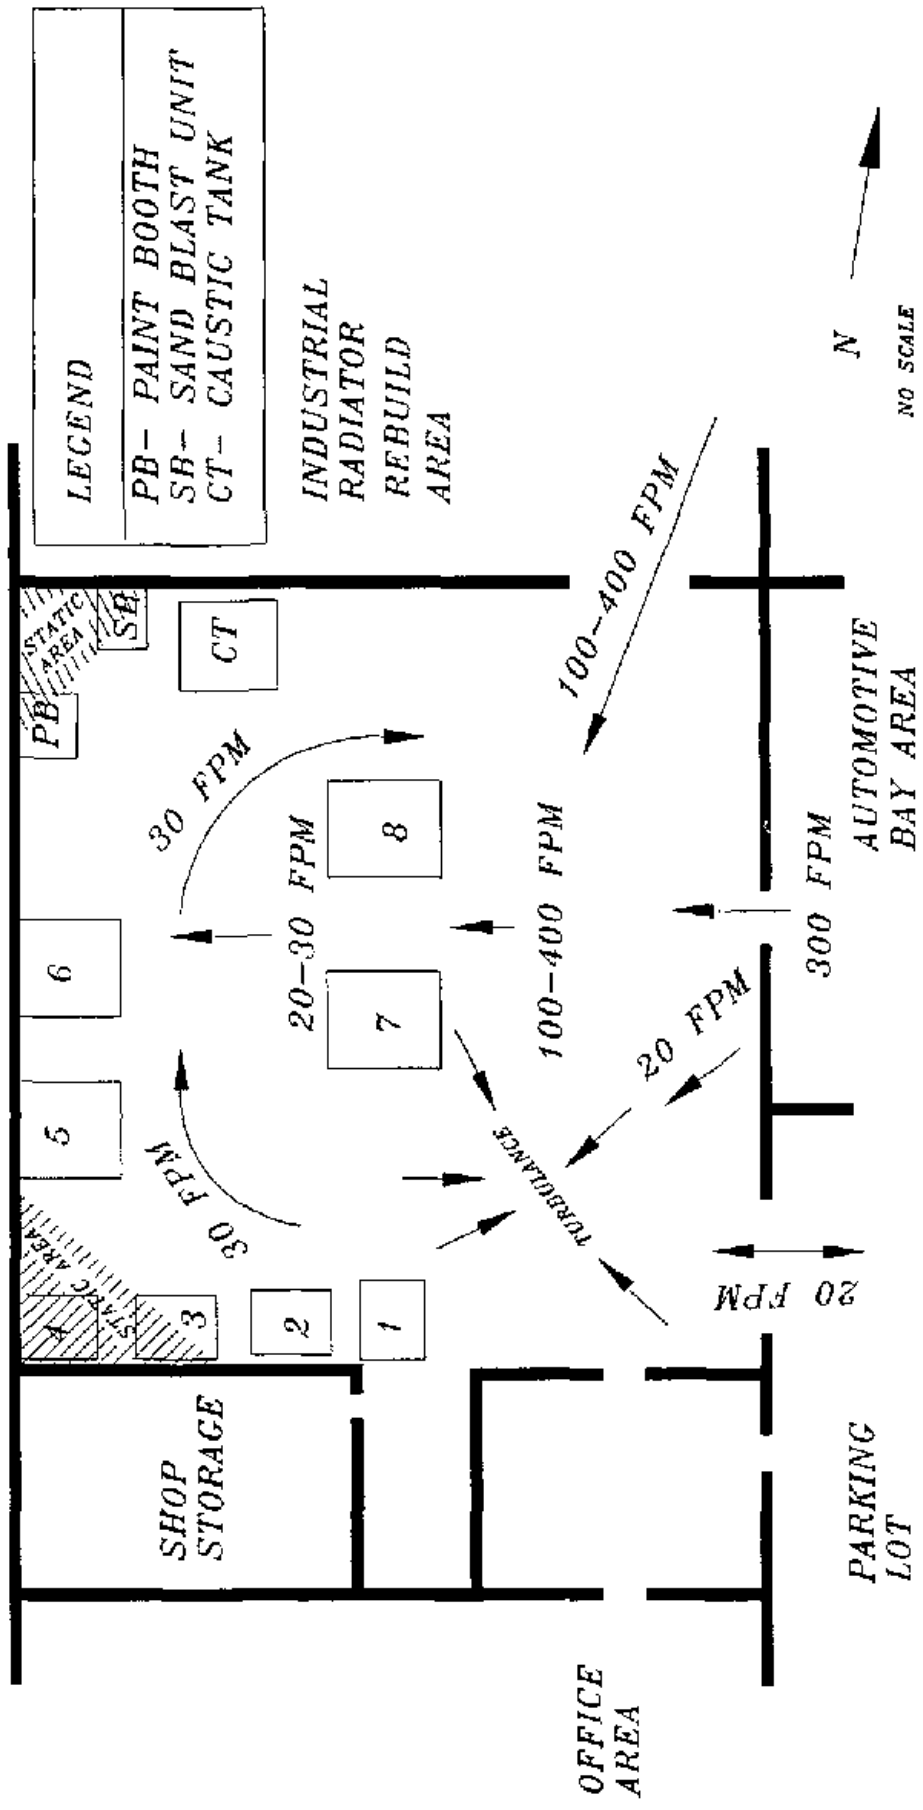 LEGEND
PB- PAINT BOOTH
SB- SAND BLAST UNIT
CT- CAUSTIC TANK
INDUSTRIAL
RADIATOR
REBUILD
AREA
SHOP
STORAGE
4
STATIC AREA
3
2
1
5
6
PB
STATIC
AREA
SB
CT
30 FPM
30 FPM
20-30 FPM
7
8
TURBULANCE
100-400 FPM
100-400 FPM
20 FPM
20 FPM
300 FPM
OFFICE
AREA
PARKING
LOT
AUTOMOTIVE
BAY AREA
N
NO SCALE